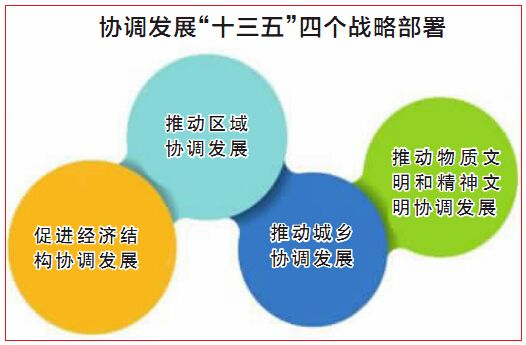 协调发展“十三五”四个战略部署
推动区域
协调发展
推动物质文
明和精神文
明协调发展
促进经济结
构协调发展
推动城乡
协调发展